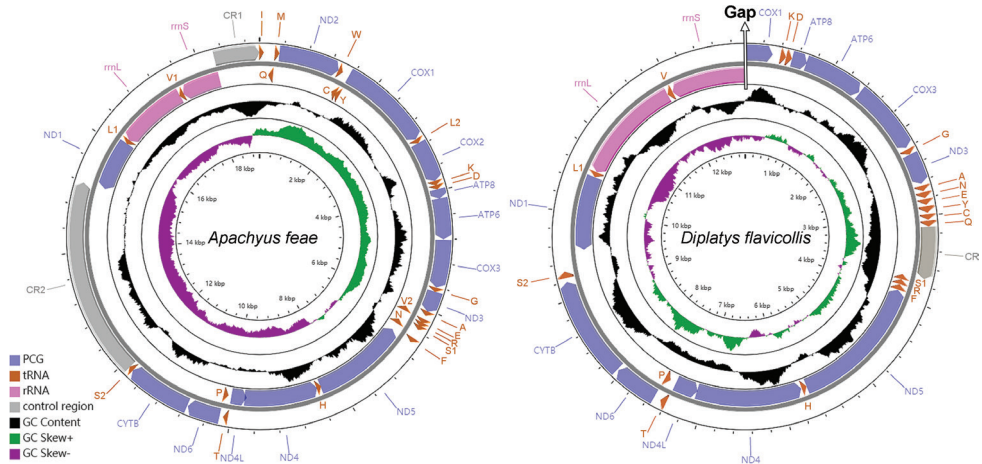 CR1
I
M
ND2
W
COX1
L2
COX2
K
D
ATP8
ATP6
COX3
G
ND3
A
E
R
S1
F
ND5
H
ND4
ND4L
T
ND6
CYTB
S2
CR2
ND1
L1
rrnL
V1
rrnS
Q
C
Y
V2
N
P
18 kbp
2 kbp
4 kbp
6 kbp
8 kbp
10 kbp
12 kbp
14 kbp
16 kbp
Apachyus feae
PCG
tRNA
rRNA
control region
GC Content
GC Skew+
GC Skew-
Gap
COX1
K
D
ATP8
ATP6
COX3
G
ND3
A
N
E
Y
C
Q
CR
S1
R
F
ND5
H
ND4
ND4L
T
P
ND6
CYTB
S2
ND1
L1
rrnL
V
rrnS
1 kbp
2 kbp
3 kbp
4 kbp
5 kbp
6 kbp
7 kbp
8 kbp
9 kbp
10 kbp
11 kbp
12 kbp
Diplatys flavicollis